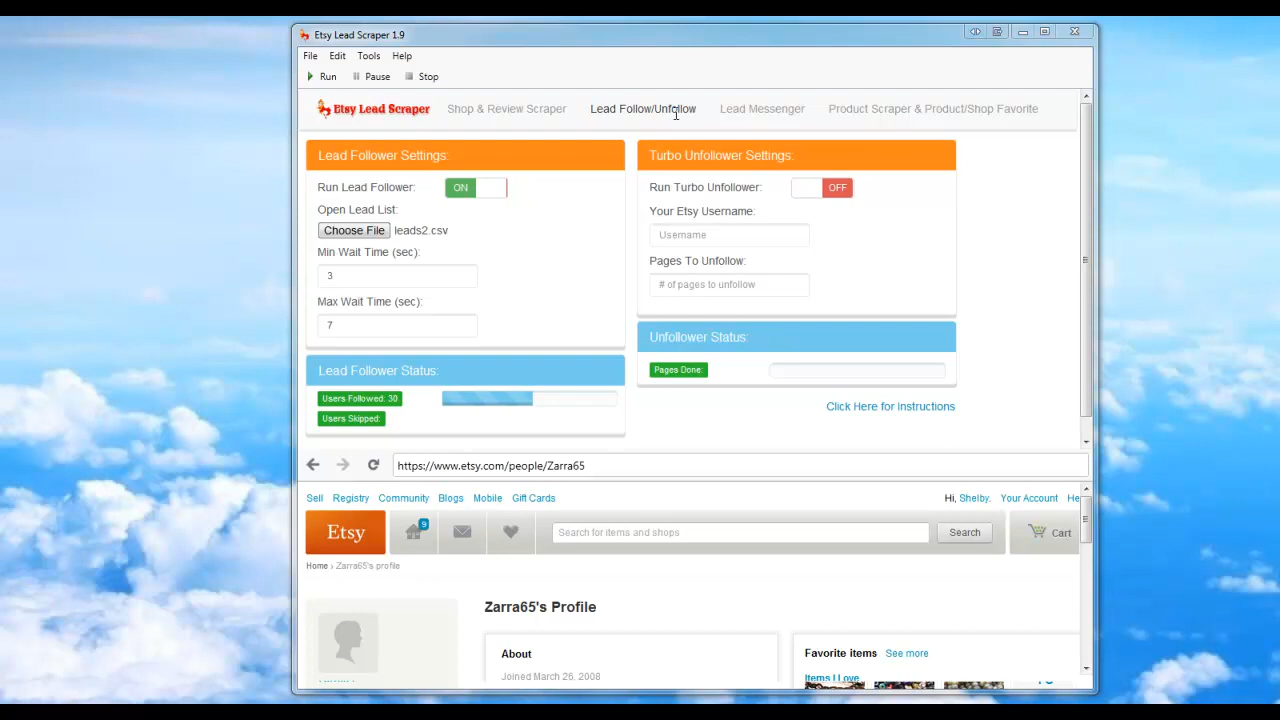 Etsy Lead Scraper 1.9
File Edit Tools Help
Run Pause Stop
Etsy Lead Scraper Shop & Review Scraper Lead Follow/Unfollow Lead Messenger Product Scraper & Product/Shop Favorite
Lead Follower Settings:
Run Lead Follower: ON
Open Lead List:
Choose File leads2.csv
Min Wait Time (sec):
3
Max Wait Time (sec):
7
Lead Follower Status:
Users Followed: 30
Users Skipped:
Turbo Unfollower Settings:
Run Turbo Unfollower: OFF
Your Etsy Username:
Username
Pages To Unfollow:
# of pages to unfollow
Unfollower Status:
Pages Done:
Click Here for Instructions
https://www.etsy.com/people/Zarra65
Sell Registry Community Blogs Mobile Gift Cards Hi, Shelby. Your Account He
Etsy 9 Search for items and shops Search Cart
Home › Zarra65's profile
Zarra65's Profile
About
Joined March 26, 2008
Favorite items See more
Items I Love